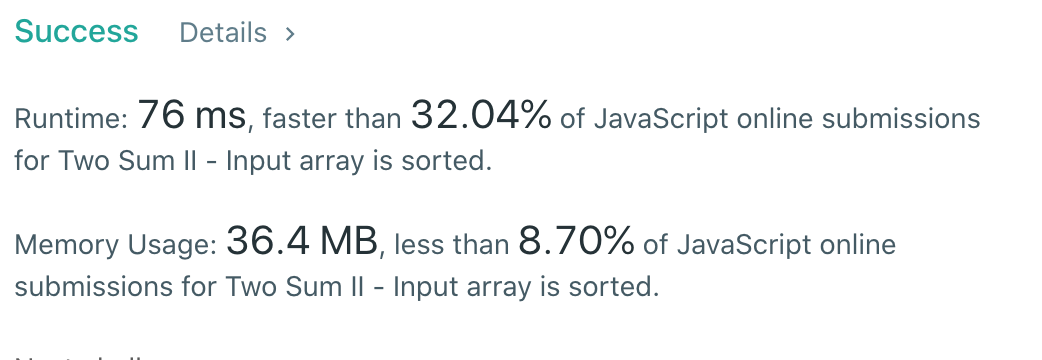 Success Details >
Runtime: 76 ms, faster than 32.04% of JavaScript online submissions
for Two Sum II - Input array is sorted.
Memory Usage: 36.4 MB, less than 8.70% of JavaScript online
submissions for Two Sum II - Input array is sorted.